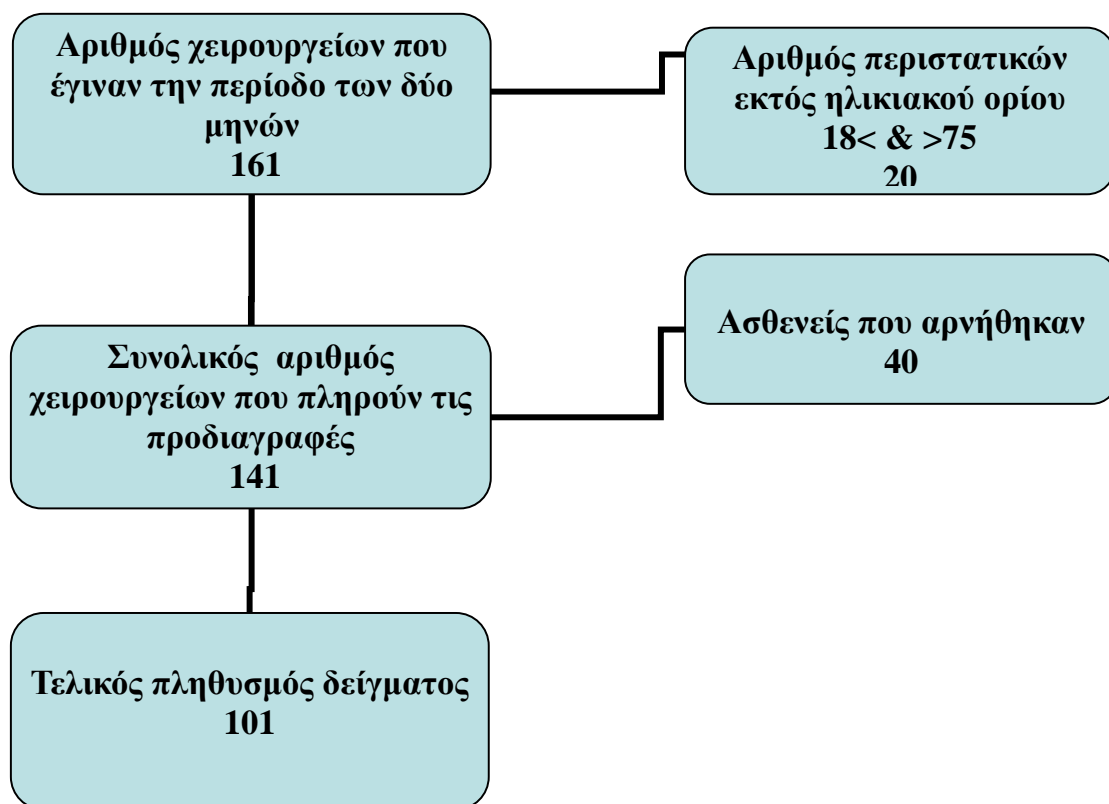 Αριθμός χειρουργείων που
έγιναν την περίοδο των δύο
μηνών
161
Αριθμός περιστατικών
εκτός ηλικιακού ορίου
18< & >75
20
Ασθενείς που αρνήθηκαν
40
Συνολικός αριθμός
χειρουργείων που πληρούν τις
προδιαγραφές
141
Τελικός πληθυσμός δείγματος
101